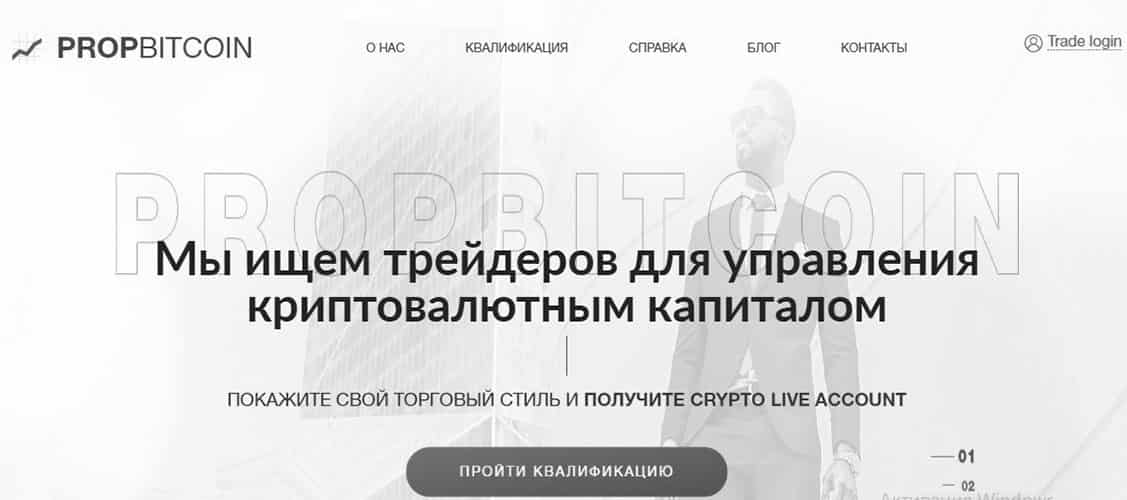 PROPBITCOIN
О НАС
КВАЛИФИКАЦИЯ
СПРАВКА
БЛОГ
КОНТАКТЫ
Trade login
PROPBITCOIN
Мы ищем трейдеров для управления
криптовалютным капиталом
ПОКАЖИТЕ СВОЙ ТОРГОВЫЙ СТИЛЬ И ПОЛУЧИТЕ CRYPTO LIVE ACCOUNT
ПРОЙТИ КВАЛИФИКАЦИЮ
01
02
Активация Windows